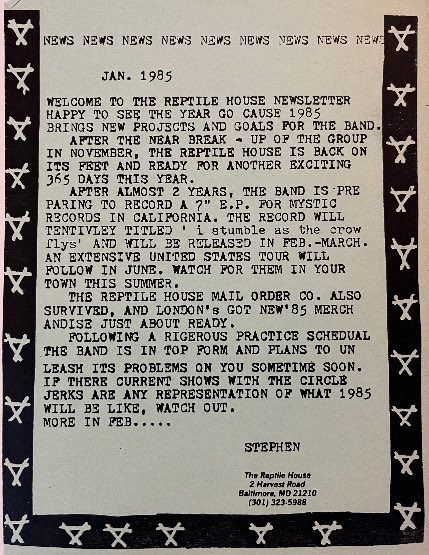 NEWS NEWS NEWS NEWS NEWS NEWS NEWS NEWS NEWS
JAN. 1985
WELCOME TO THE REPTILE HOUSE NEWSLETTER
HAPPY TO SEE THE YEAR GO CAUSE 1985
BRINGS NEW PROJECTS AND GOALS FOR THE BAND.
AFTER THE NEAR BREAK - UP OF THE GROUP
IN NOVEMBER, THE REPTILE HOUSE IS BACK ON
ITS FEET AND READY FOR ANOTHER EXCITING
365 DAYS THIS YEAR.
AFTER ALMOST 2 YEARS, THE BAND IS PRE
PARING TO RECORD A 7" E.P. FOR MYSTIC
RECORDS IN CALIFORNIA. THE RECORD WILL
TENTIVLEY TITLED ' i stumble as the crow
flys' AND WILL BE RELEASED IN FEB.-MARCH.
AN EXTENSIVE UNITED STATES TOUR WILL
FOLLOW IN JUNE. WATCH FOR THEM IN YOUR
TOWN THIS SUMMER.
THE REPTILE HOUSE MAIL ORDER CO. ALSO
SURVIVED, AND LONDON's GOT NEW'85 MERCH
ANDISE JUST ABOUT READY.
FOLLOWING A RIGEROUS PRACTICE SCHEDUAL
THE BAND IS IN TOP FORM AND PLANS TO UN
LEASH ITS PROBLEMS ON YOU SOMETIME SOON.
IF THERE CURRENT SHOWS WITH THE CIRCLE
JERKS ARE ANY REPRESENTATION OF WHAT 1985
WILL BE LIKE, WATCH OUT.
MORE IN FEB.....
STEPHEN
The Reptile House
2 Harvest Road
Baltimore, MD 21210
(301) 323-5988